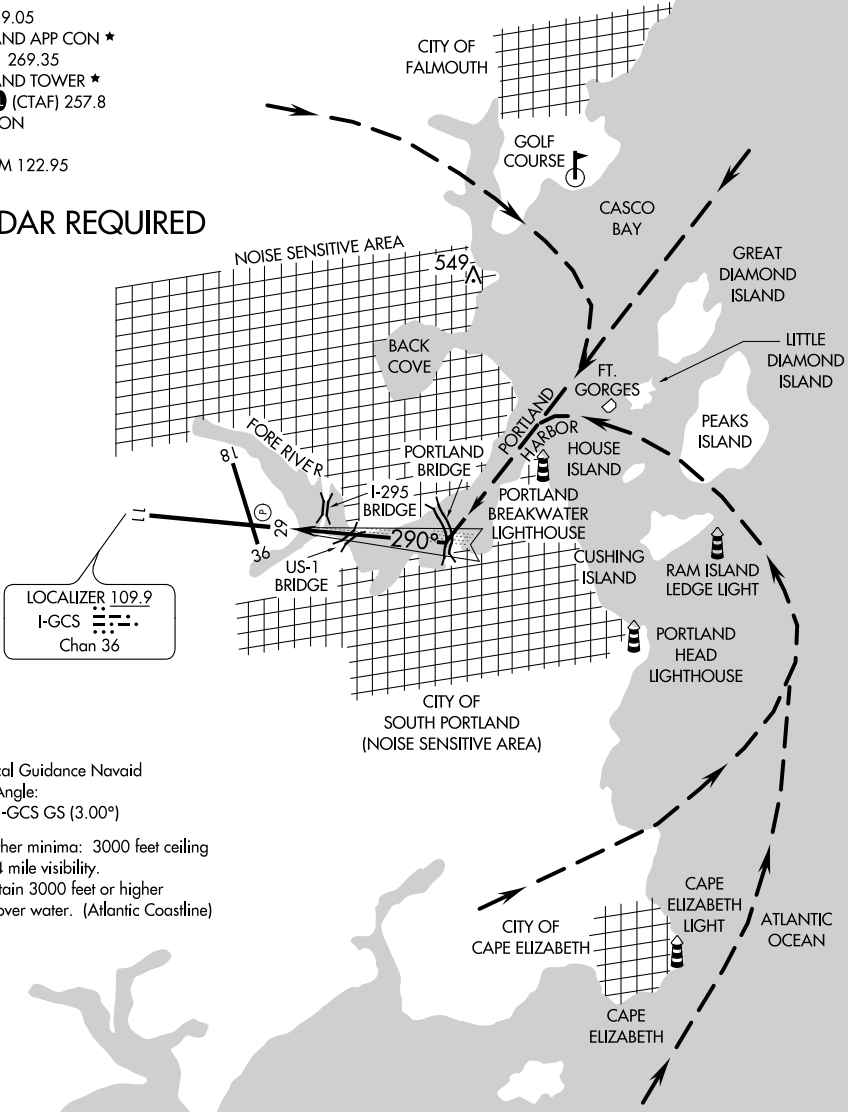 9.05
AND APP CON ★
269.35
AND TOWER ★
(CTAF) 257.8
ON
M 122.95
DAR REQUIRED
CITY OF
FALMOUTH
GOLF
COURSE
CASCO
BAY
NOISE SENSITIVE AREA
549
GREAT
DIAMOND
ISLAND
BACK
COVE
LITTLE
DIAMOND
ISLAND
FT.
GORGES
PEAKS
ISLAND
PORTLAND
HARBOR
HOUSE
ISLAND
FORE RIVER
PORTLAND
BRIDGE
18
I-295
BRIDGE
PORTLAND
BREAKWATER
LIGHTHOUSE
P
11
29
290°
36
US-1
BRIDGE
CUSHING
ISLAND
RAM ISLAND
LEDGE LIGHT
LOCALIZER 109.9
I-GCS
Chan 36
PORTLAND
HEAD
LIGHTHOUSE
CITY OF
SOUTH PORTLAND
(NOISE SENSITIVE AREA)
cal Guidance Navaid
Angle:
-GCS GS (3.00°)
ther minima: 3000 feet ceiling
4 mile visibility.
tain 3000 feet or higher
over water. (Atlantic Coastline)
CITY OF
CAPE ELIZABETH
CAPE
ELIZABETH
LIGHT
ATLANTIC
OCEAN
CAPE
ELIZABETH